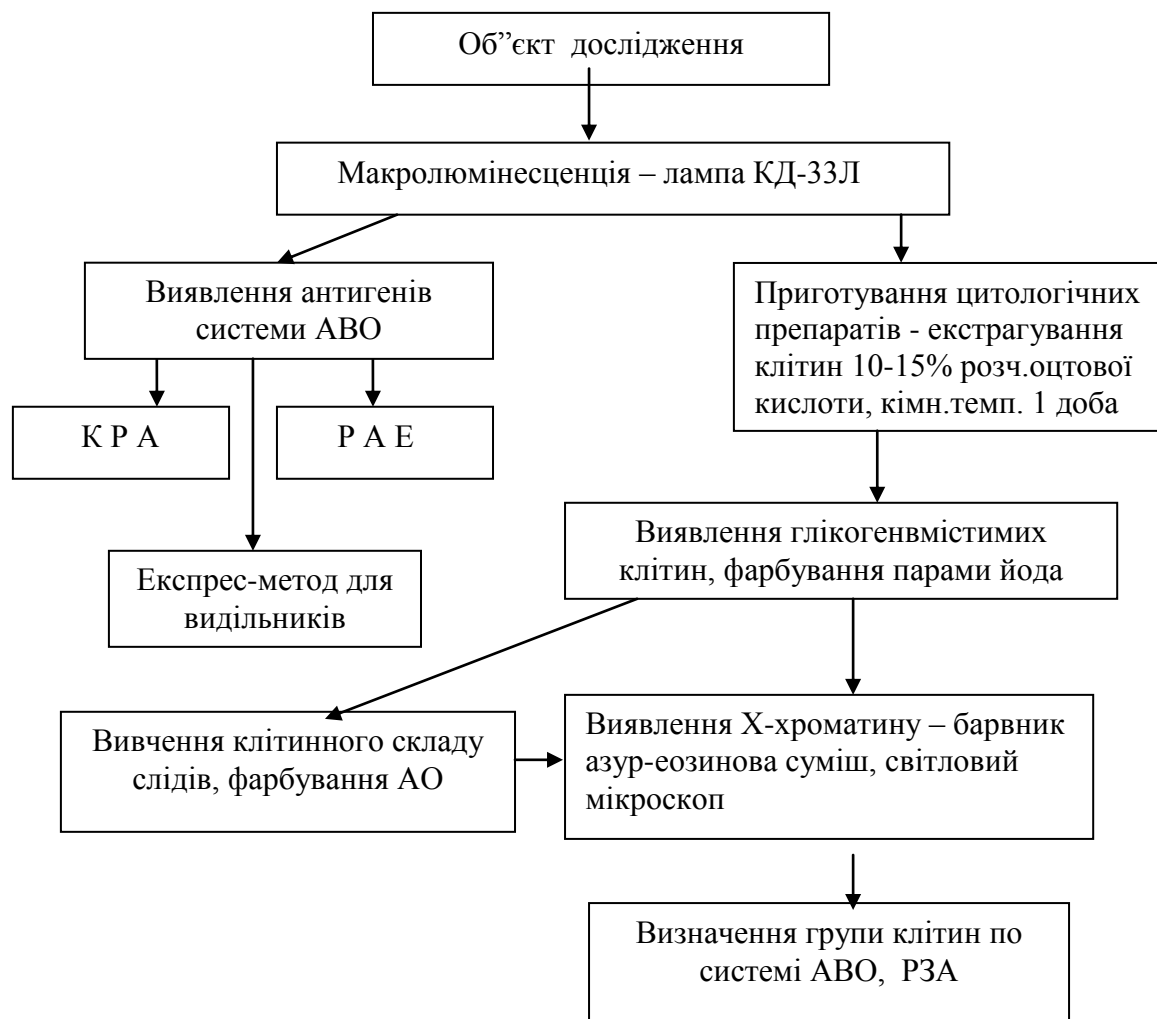 Об”єкт дослідження
Макролюмінесценція – лампа КД-33Л
Виявлення антигенів
системи АВО
Приготування цитологічних
препаратів - екстрагування
клітин 10-15% розч.оцтової
кислоти, кімн.темп. 1 доба
К Р А
Р А Е
Виявлення глікогенвмістимих
клітин, фарбування парами йода
Експрес-метод для
видільників
Вивчення клітинного складу
слідів, фарбування АО
Виявлення Х-хроматину – барвник
азур-еозинова суміш, світловий
мікроскоп
Визначення групи клітин по
системі АВО, РЗА